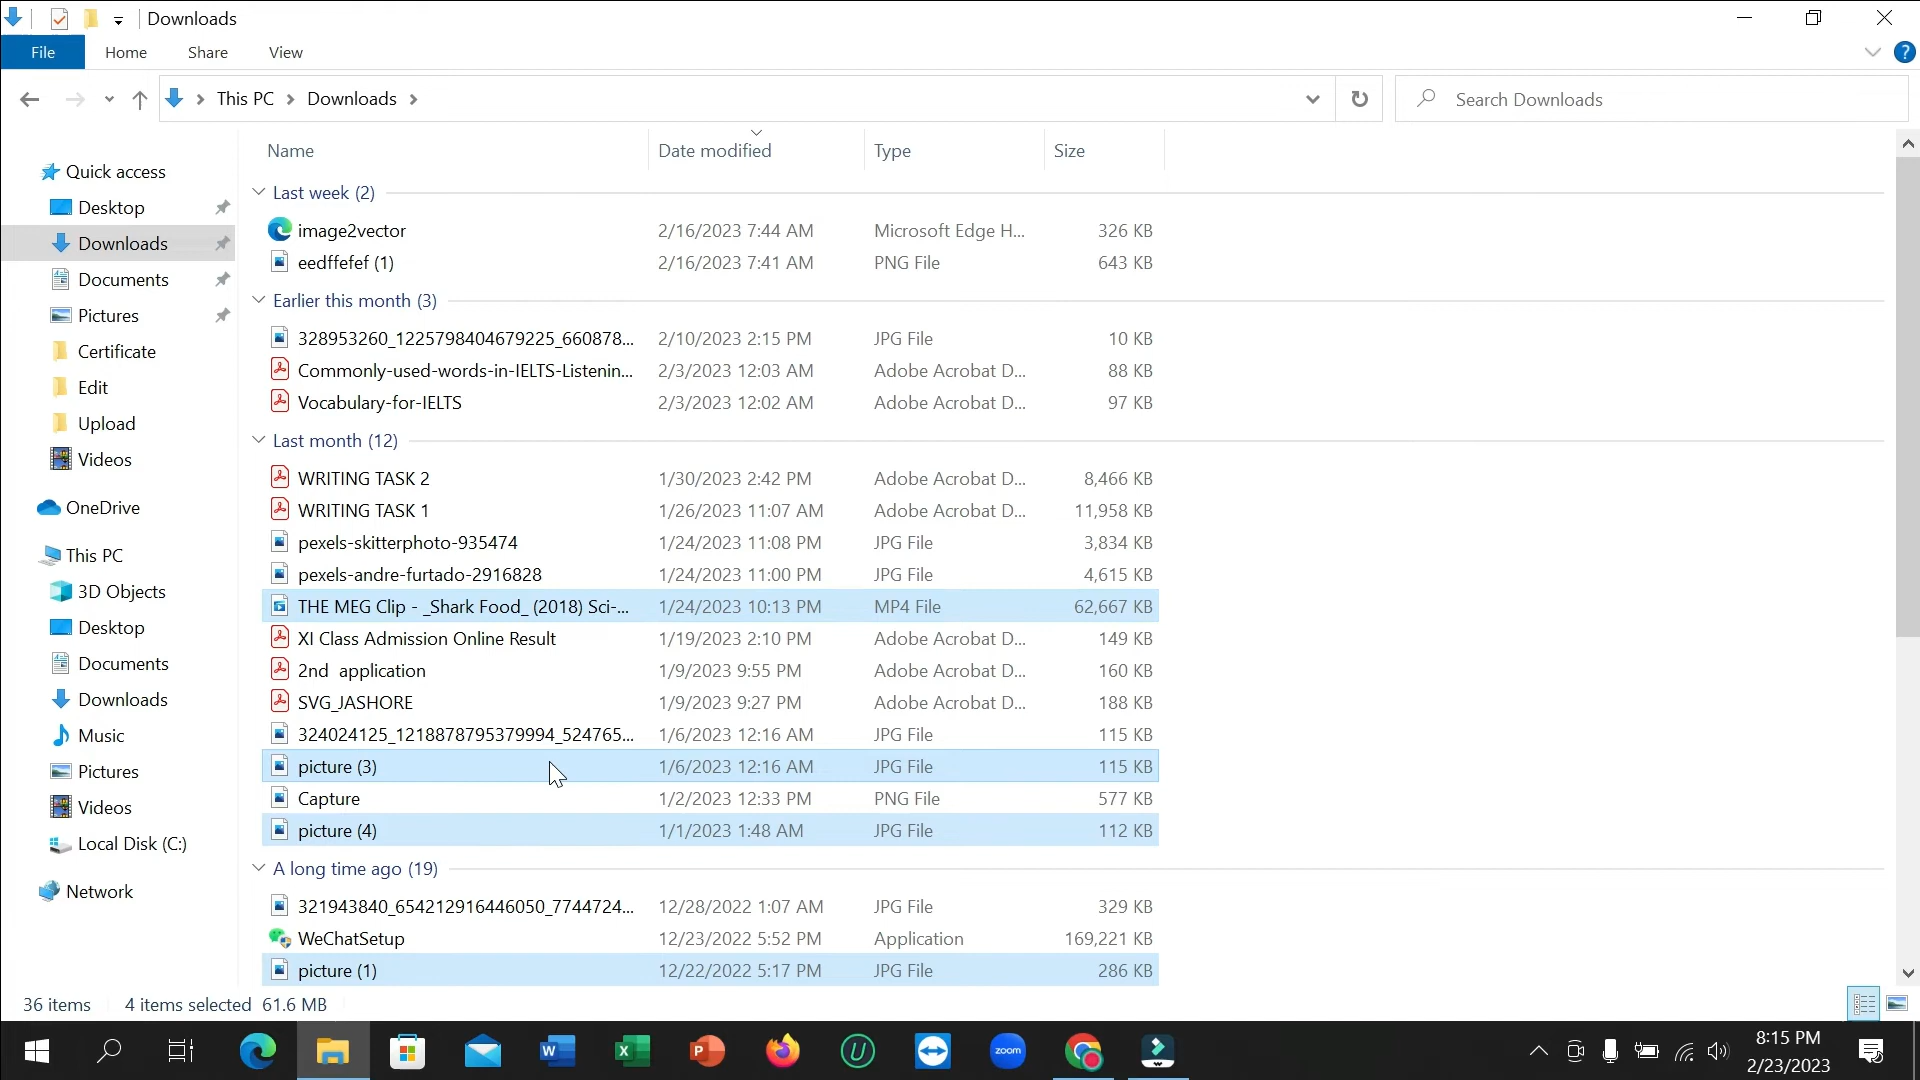 Downloads
File Home Share View
This PC Downloads
Search Downloads
Name Date modified Type Size
Quick access
Desktop
Downloads
Documents
Pictures
Certificate
Edit
Upload
Videos
OneDrive
This PC
3D Objects
Desktop
Documents
Downloads
Music
Pictures
Videos
Local Disk (C:)
Network
Last week (2)
image2vector 2/16/2023 7:44 AM Microsoft Edge H... 326 KB
eedffefef (1) 2/16/2023 7:41 AM PNG File 643 KB
Earlier this month (3)
328953260_1225798404679225_660878... 2/10/2023 2:15 PM JPG File 10 KB
Commonly-used-words-in-IELTS-Listenin... 2/3/2023 12:03 AM Adobe Acrobat D... 88 KB
Vocabulary-for-IELTS 2/3/2023 12:02 AM Adobe Acrobat D... 97 KB
Last month (12)
WRITING TASK 2 1/30/2023 2:42 PM Adobe Acrobat D... 8,466 KB
WRITING TASK 1 1/26/2023 11:07 AM Adobe Acrobat D... 11,958 KB
pexels-skitterphoto-935474 1/24/2023 11:08 PM JPG File 3,834 KB
pexels-andre-furtado-2916828 1/24/2023 11:00 PM JPG File 4,615 KB
THE MEG Clip - _Shark Food_ (2018) Sci-... 1/24/2023 10:13 PM MP4 File 62,667 KB
XI Class Admission Online Result 1/19/2023 2:10 PM Adobe Acrobat D... 149 KB
2nd  application 1/9/2023 9:55 PM Adobe Acrobat D... 160 KB
SVG_JASHORE 1/9/2023 9:27 PM Adobe Acrobat D... 188 KB
324024125_1218878795379994_524765... 1/6/2023 12:16 AM JPG File 115 KB
picture (3) 1/6/2023 12:16 AM JPG File 115 KB
Capture 1/2/2023 12:33 PM PNG File 577 KB
picture (4) 1/1/2023 1:48 AM JPG File 112 KB
A long time ago (19)
321943840_654212916446050_7744724... 12/28/2022 1:07 AM JPG File 329 KB
WeChatSetup 12/23/2022 5:52 PM Application 169,221 KB
picture (1) 12/22/2022 5:17 PM JPG File 286 KB
36 items 4 items selected 61.6 MB
zoom
8:15 PM
2/23/2023